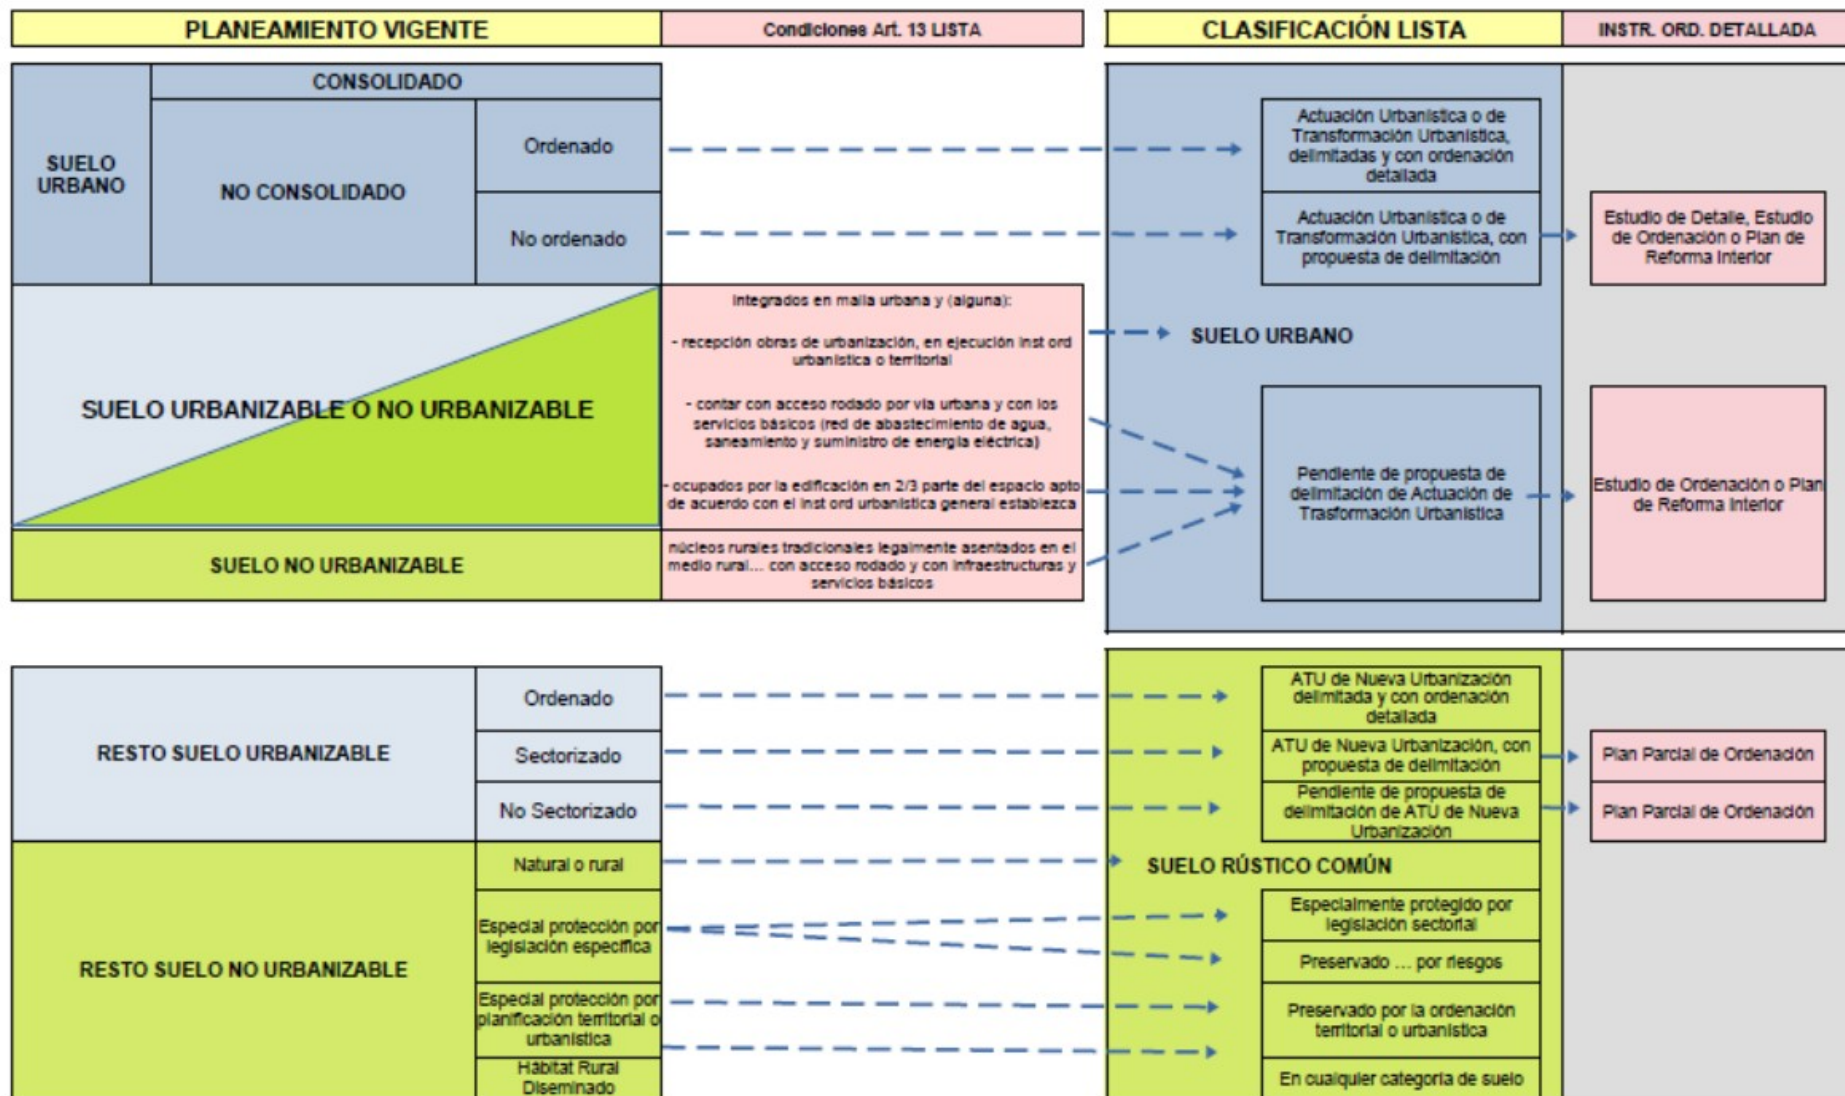 PLANEAMIENTO VIGENTE
Condiciones Art. 13 LISTA
CLASIFICACIÓN LISTA
INSTR. ORD. DETALLADA
SUELO
URBANO
CONSOLIDADO
NO CONSOLIDADO
Ordenado
No ordenado
Actuación Urbanística o de
Transformación Urbanística,
delimitadas y con ordenación
detallada
Actuación Urbanística o de
Transformación Urbanística, con
propuesta de delimitación
Estudio de Detalle, Estudio
de Ordenación o Plan de
Reforma Interior
SUELO URBANIZABLE O NO URBANIZABLE
Integrados en malla urbana y (alguna):
- recepción obras de urbanización, en ejecución inst ord
urbanística o territorial
- contar con acceso rodado por vía urbana y con los
servicios básicos (red de abastecimiento de agua,
saneamiento y suministro de energía eléctrica)
- ocupados por la edificación en 2/3 parte del espacio apto
de acuerdo con el inst ord urbanística general establezca
SUELO URBANO
Pendiente de propuesta de
delimitación de Actuación de
Trasformación Urbanística
Estudio de Ordenación o Plan
de Reforma Interior
SUELO NO URBANIZABLE
núcleos rurales tradicionales legalmente asentados en el
medio rural... con acceso rodado y con infraestructuras y
servicios básicos
RESTO SUELO URBANIZABLE
Ordenado
Sectorizado
No Sectorizado
ATU de Nueva Urbanización
delimitada y con ordenación
detallada
ATU de Nueva Urbanización, con
propuesta de delimitación
Pendiente de propuesta de
delimitación de ATU de Nueva
Urbanización
Plan Parcial de Ordenación
Plan Parcial de Ordenación
RESTO SUELO NO URBANIZABLE
Natural o rural
Especial protección por
legislación específica
Especial protección por
planificación territorial o
urbanística
Hábitat Rural
Diseminado
SUELO RÚSTICO COMÚN
Especialmente protegido por
legislación sectorial
Preservado ... por riesgos
Preservado por la ordenación
territorial o urbanística
En cualquier categoría de suelo